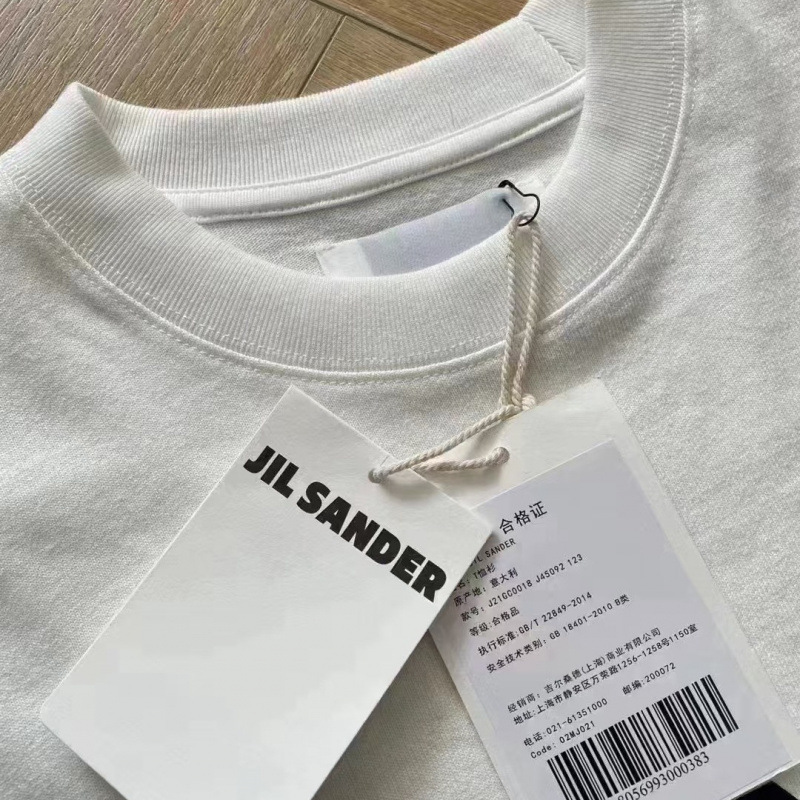 JIL SANDER
合格证
JIL SANDER
T恤衫
原产地: 意大利
款号: J21GC0018 J45092 123
等级:合格品
执行标准:GB/T 22849-2014
安全技术类别: GB 18401-2010 B类
经销商: 吉尔桑德(上海)商业有限公司
地址:上海市静安区万荣路1256-1258号1150室
电话:021-61351000 邮编:200072
Code: 02MJ021
8056993000383